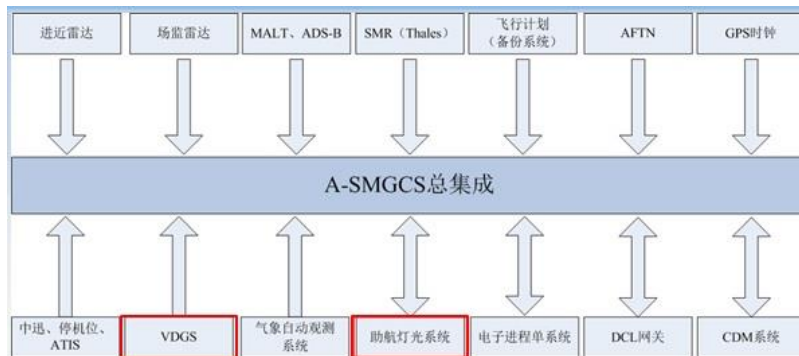 进近雷达
场监雷达
MALT、ADS-B
SMR（Thales）
飞行计划
（备份系统）
AFTN
GPS时钟
A-SMGCS总集成
中迅、停机位、
ATIS
VDGS
气象自动观测
系统
助航灯光系统
电子进程单系统
DCL网关
CDM系统